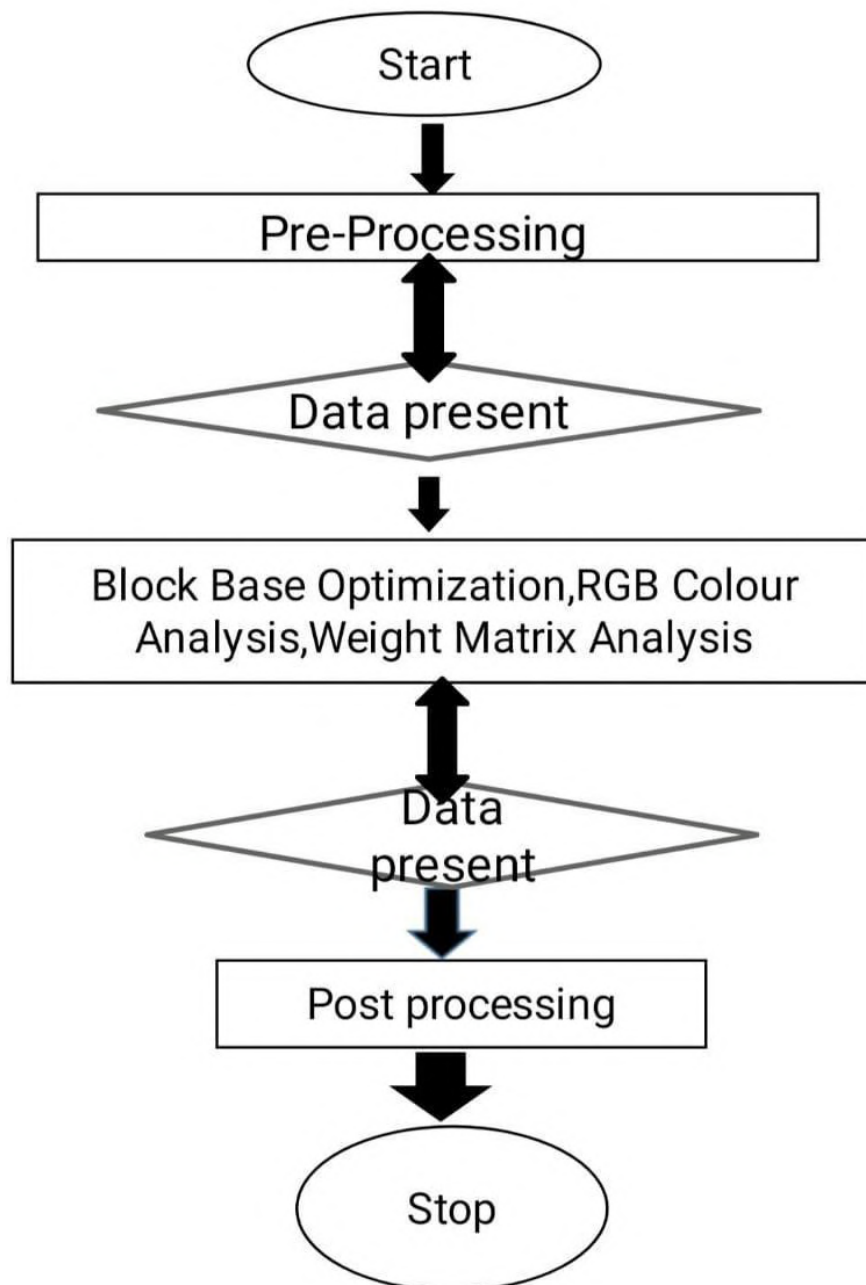 Start
Pre-Processing
Data present
Block Base Optimization,RGB Colour
Analysis,Weight Matrix Analysis
Data
present
Post processing
Stop